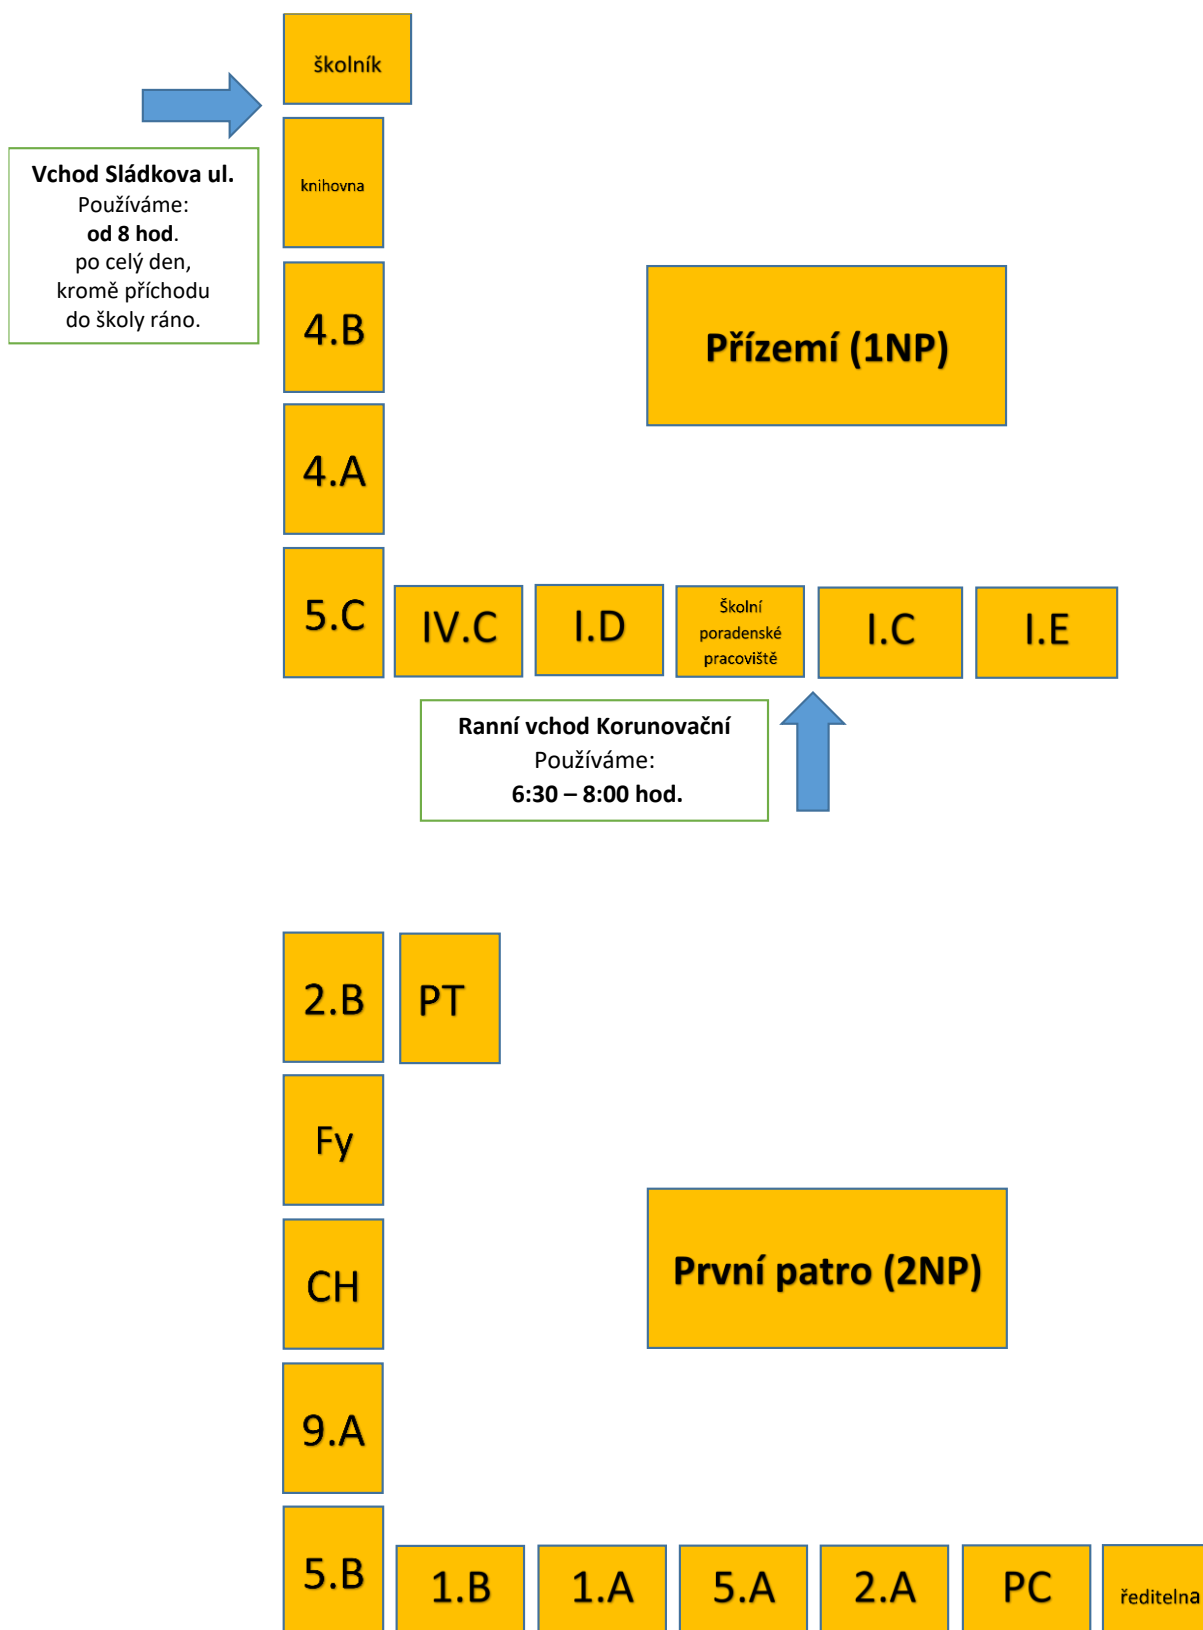 školník
Vchod Sládkova ul.
Používáme:
od 8 hod.
po celý den,
kromě příchodu
do školy ráno.
knihovna
4.B
Přízemí (1NP)
4.A
5.C
IV.C
I.D
Školní
poradenské
pracoviště
I.C
I.E
Ranní vchod Korunovační
Používáme:
6:30 – 8:00 hod.
2.B
PT
Fy
CH
První patro (2NP)
9.A
5.B
1.B
1.A
5.A
2.A
PC
ředitelna